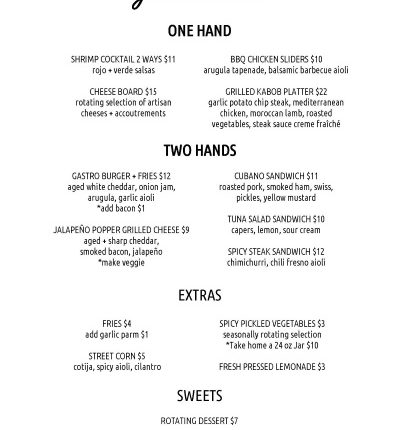 ONE HAND
SHRIMP COCKTAIL 2 WAYS $11
rojo + verde salsas
CHEESE BOARD $15
rotating selection of artisan
cheeses + accoutrements
BBQ CHICKEN SLIDERS $10
arugula tapenade, balsamic barbecue aioli
GRILLED KABOB PLATTER $22
garlic potato chip steak, mediterranean
chicken, moroccan lamb, roasted
vegetables, steak sauce creme fraîché
TWO HANDS
GASTRO BURGER + FRIES $12
aged white cheddar, onion jam,
arugula, garlic aioli
*add bacon $1
JALAPEÑO POPPER GRILLED CHEESE $9
aged + sharp cheddar,
smoked bacon, jalapeño
*make veggie
CUBANO SANDWICH $11
roasted pork, smoked ham, swiss,
pickles, yellow mustard
TUNA SALAD SANDWICH $10
capers, lemon, sour cream
SPICY STEAK SANDWICH $12
chimichurri, chili fresno aioli
EXTRAS
FRIES $4
add garlic parm $1
STREET CORN $5
cotija, spicy aioli, cilantro
SPICY PICKLED VEGETABLES $3
seasonally rotating selection
*Take home a 24 oz Jar $10
FRESH PRESSED LEMONADE $3
SWEETS
ROTATING DESSERT $7